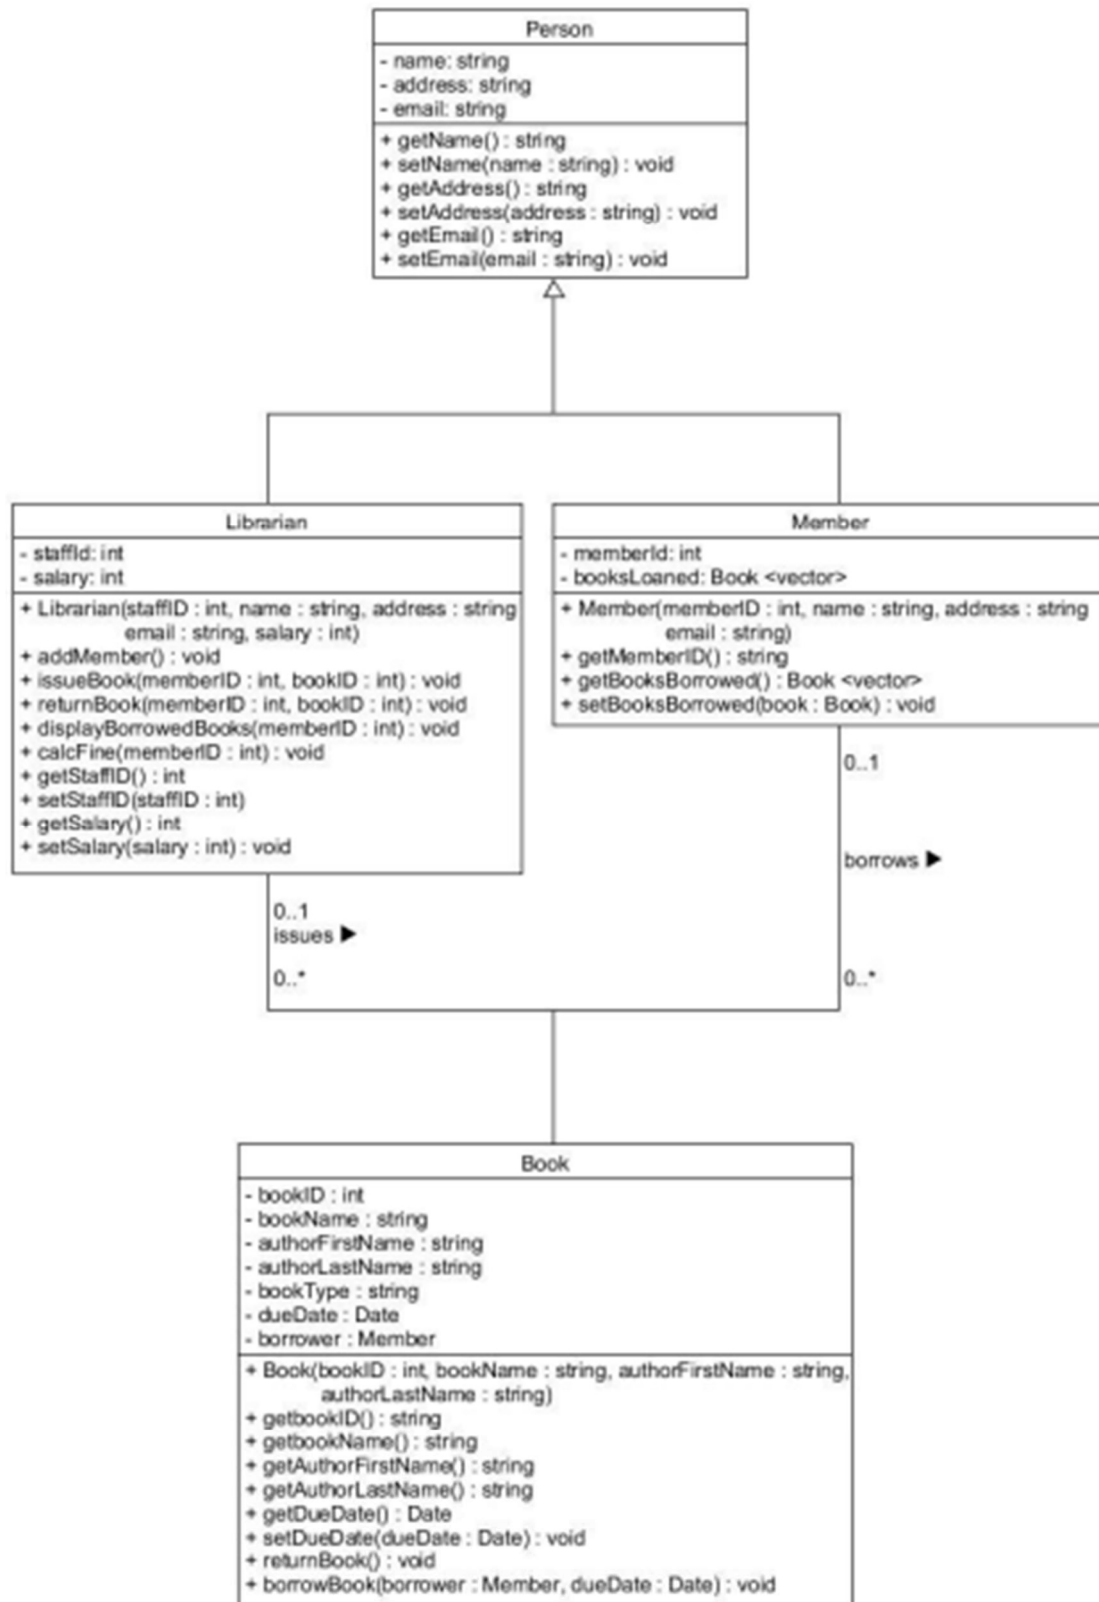 Person
- name: string
- address: string
- email: string
+ getName() : string
+ setName(name : string) : void
+ getAddress() : string
+ setAddress(address : string) : void
+ getEmail() : string
+ setEmail(email : string) : void
Librarian
- staffId: int
- salary: int
+ Librarian(staffID : int, name : string, address : string
email : string, salary : int)
+ addMember() : void
+ issueBook(memberID : int, bookID : int) : void
+ returnBook(memberID : int, bookID : int) : void
+ displayBorrowedBooks(memberID : int) : void
+ calcFine(memberID : int) : void
+ getStaffID() : int
+ setStaffID(staffID : int)
+ getSalary() : int
+ setSalary(salary : int) : void
Member
- memberId: int
- booksLoaned: Book <vector>
+ Member(memberID : int, name : string, address : string
email : string)
+ getMemberID() : string
+ getBooksBorrowed() : Book <vector>
+ setBooksBorrowed(book : Book) : void
0..1
issues ▶
0..*
0..1
borrows ▶
0..*
Book
- bookID : int
- bookName : string
- authorFirstName : string
- authorLastName : string
- bookType : string
- dueDate : Date
- borrower : Member
+ Book(bookID : int, bookName : string, authorFirstName : string,
authorLastName : string)
+ getbookID() : string
+ getbookName() : string
+ getAuthorFirstName() : string
+ getAuthorLastName() : string
+ getDueDate() : Date
+ setDueDate(dueDate : Date) : void
+ returnBook() : void
+ borrowBook(borrower : Member, dueDate : Date) : void